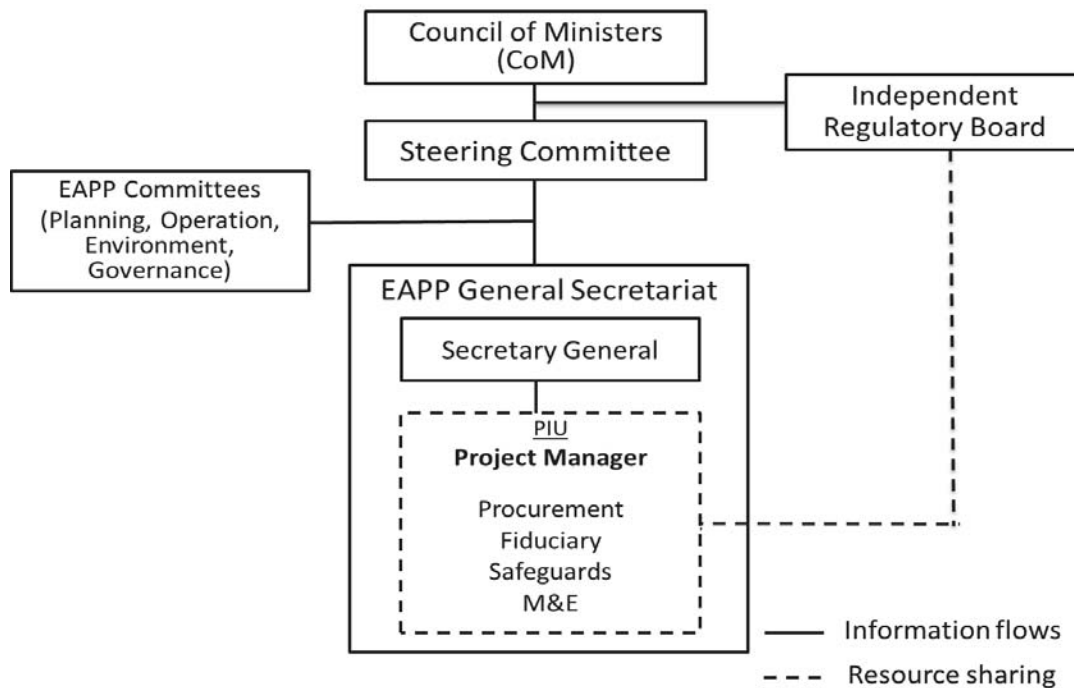 Council of Ministers
(CoM)
Independent
Regulatory Board
Steering Committee
EAPP Committees
(Planning, Operation,
Environment,
Governance)
EAPP General Secretariat
Secretary General
PIU
Project Manager
Procurement
Fiduciary
Safeguards
M&E
Information flows
Resource sharing